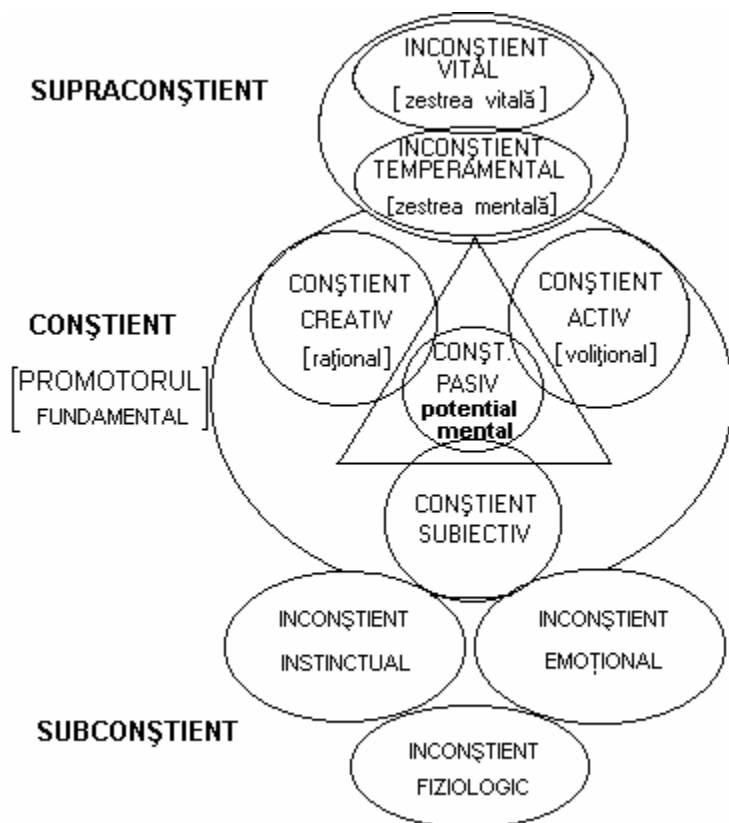 SUPRACONŞTIENT
INCONŞTIENT
VITAL
[zestrea vitală]
INCONŞTIENT
TEMPERAMENTAL
[zestrea mentală]
CONŞTIENT
[PROMOTORUL]
FUNDAMENTAL
CONŞTIENT
CREATIV
[raţional]
CONŞT.
PASIV
potential
mental
CONŞTIENT
ACTIV
[voliţional]
CONŞTIENT
SUBIECTIV
SUBCONŞTIENT
INCONŞTIENT
INSTINCTUAL
INCONŞTIENT
EMOŢIONAL
INCONŞTIENT
FIZIOLOGIC